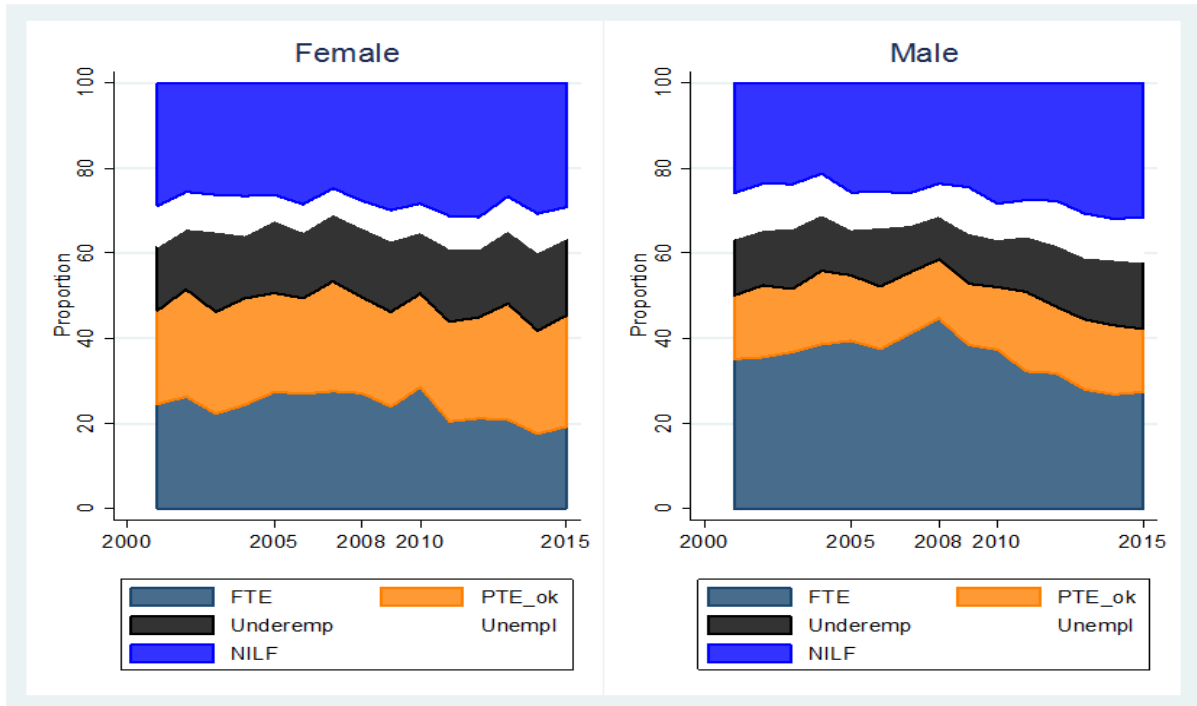 Female
Male
Proportion
100
80
60
40
20
0
2000 2005 2008 2010 2015
Proportion
100
80
60
40
20
0
2000 2005 2008 2010 2015
FTE PTE_ok
Underemp Unempl
NILF
FTE PTE_ok
Underemp Unempl
NILF